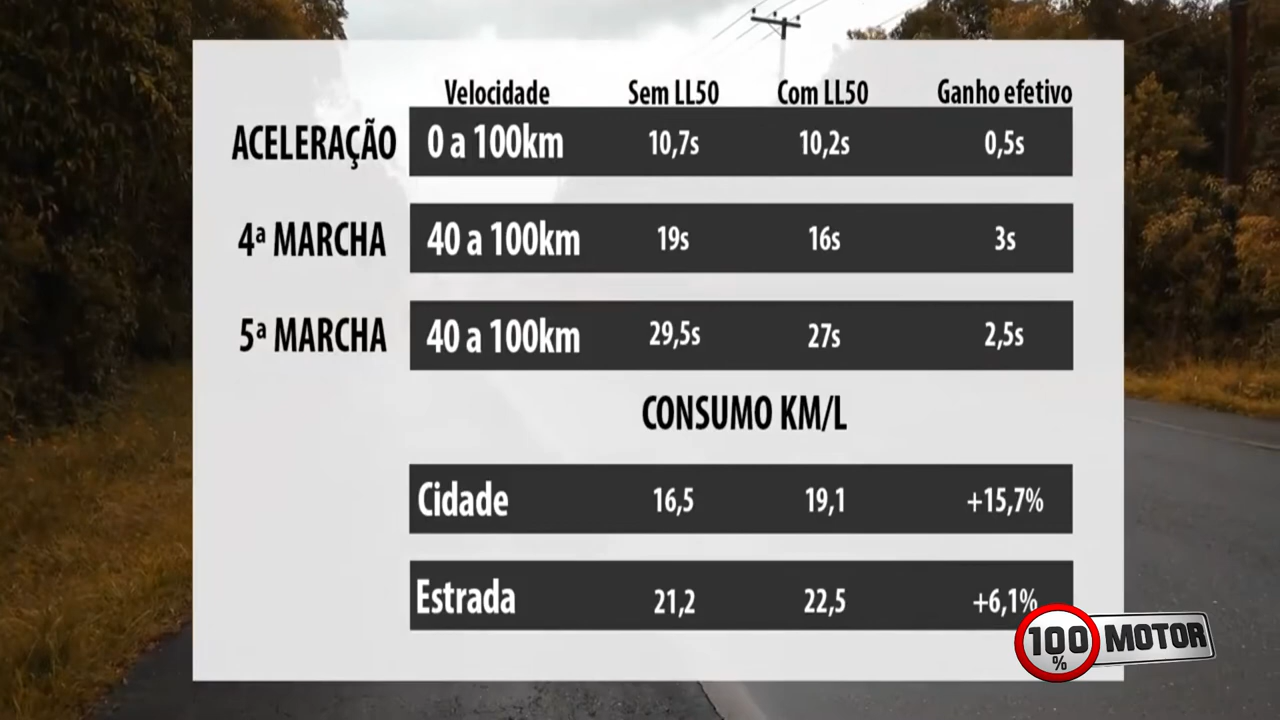 Velocidade Sem LL50 Com LL50 Ganho efetivo
ACELERAÇÃO 0 a 100km 10,7s 10,2s 0,5s
4ª MARCHA 40 a 100km 19s 16s 3s
5ª MARCHA 40 a 100km 29,5s 27s 2,5s
CONSUMO KM/L
Cidade 16,5 19,1 +15,7%
Estrada 21,2 22,5 +6,1%
100% MOTOR